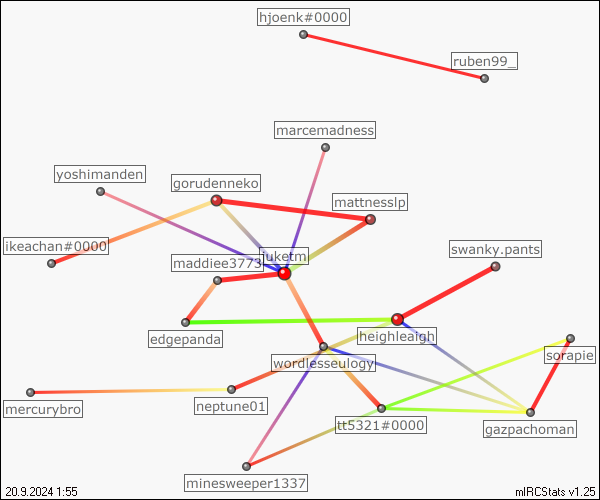 hjoenk#0000
ruben99_
marcemadness
yoshimanden
gorudenneko
mattnesslp
ikeachan#0000
swanky.pants
maddiee3773
luketm
edgepanda
heighleaigh
sorapie
wordlesseulogy
mercurybro
neptune01
tt5321#0000
gazpachoman
minesweeper1337
20.9.2024 1:55
mIRCStats v1.25